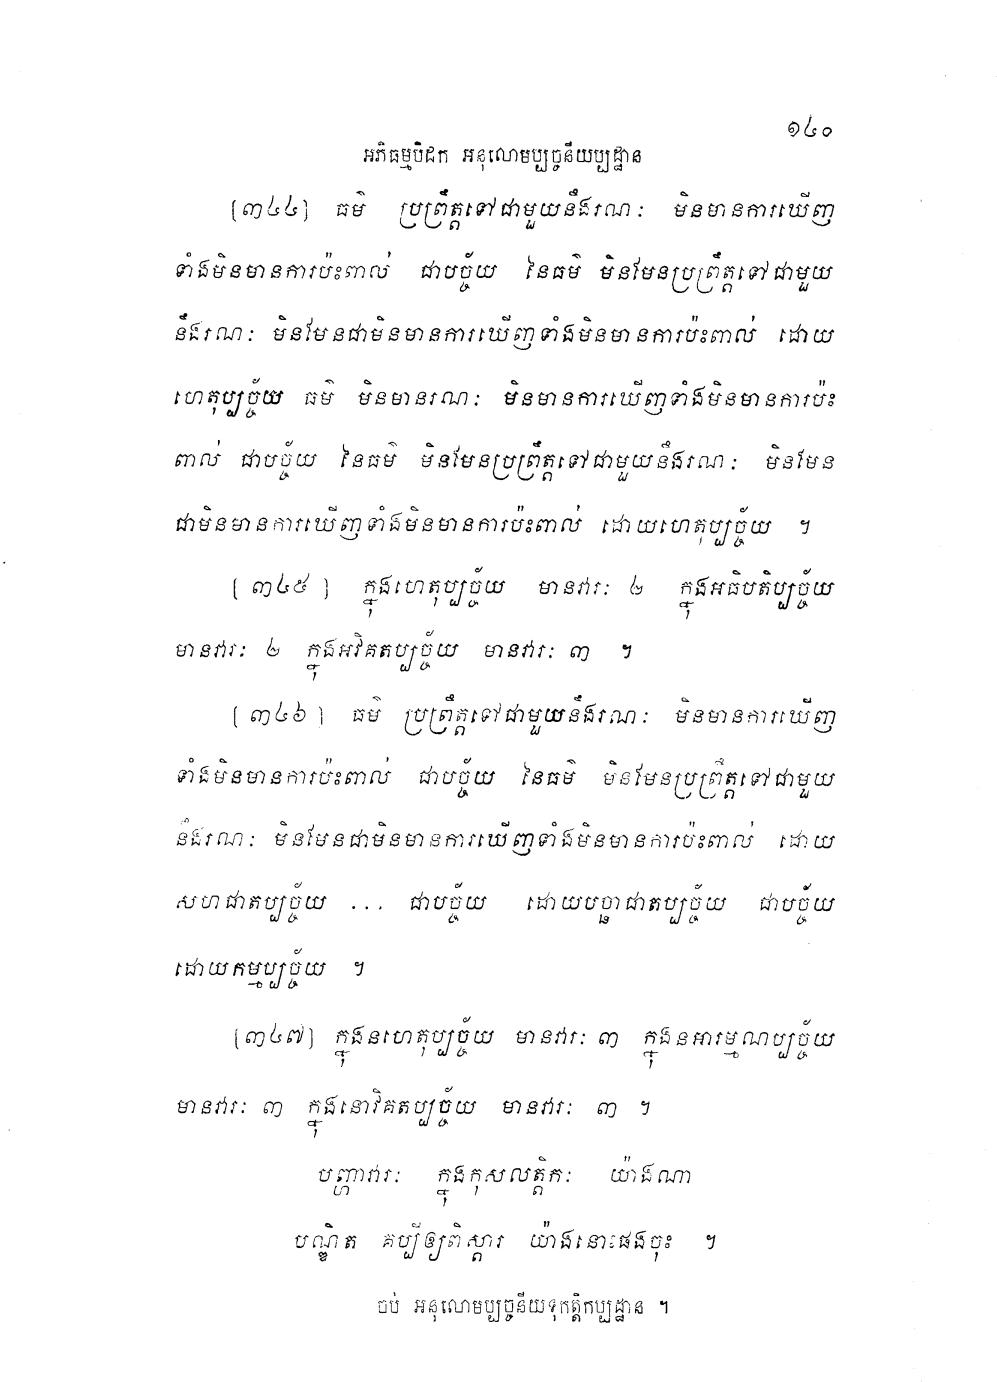 ១៤០
អភិធម្មបិដក អនុលោមប្បច្ចនីយប្បដ្ឋាន
[៣៤៤] ធម៌ ប្រព្រឹត្តទៅជាមួយនឹងរណៈ មិនមានការឃើញ
ទាំងមិនមានការប៉ះពាល់ ជាបច្ច័យ នៃធម៌ មិនមែនប្រព្រឹត្តទៅជាមួយ
នឹងរណៈ មិនមែនជាមិនមានការឃើញទាំងមិនមានការប៉ះពាល់ ដោយ
ហេតុប្បច្ច័យ ធម៌ មិនមានរណៈ មិនមានការឃើញទាំងមិនមានការប៉ះ
ពាល់ ជាបច្ច័យ នៃធម៌ មិនមែនប្រព្រឹត្តទៅជាមួយនឹងរណៈ មិនមែន
ជាមិនមានការឃើញទាំងមិនមានការប៉ះពាល់ ដោយហេតុប្បច្ច័យ ។
[ ៣៤៥ ] ក្នុងហេតុប្បច្ច័យ មានវារៈ ២ ក្នុងអធិបតិប្បច្ច័យ
មានវារៈ ២ ក្នុងអវិគតប្បច្ច័យ មានវារៈ ៣ ។
[ ៣៤៦ ] ធម៌ ប្រព្រឹត្តទៅជាមួយនឹងរណៈ មិនមានការឃើញ
ទាំងមិនមានការប៉ះពាល់ ជាបច្ច័យ នៃធម៌ មិនមែនប្រព្រឹត្តទៅជាមួយ
នឹងរណៈ មិនមែនជាមិនមានការឃើញទាំងមិនមានការប៉ះពាល់ ដោយ
សហជាតប្បច្ច័យ ... ជាបច្ច័យ ដោយបច្ឆាជាតប្បច្ច័យ ជាបច្ច័យ
ដោយកម្មប្បច្ច័យ ។
[៣៤៧] ក្នុងនហេតុប្បច្ច័យ មានវារៈ ៣ ក្នុងនអារម្មណប្បច្ច័យ
មានវារៈ ៣ ក្នុងនោវិគតប្បច្ច័យ មានវារៈ ៣ ។
បញ្ហាវារៈ ក្នុងកុសលត្តិកៈ យ៉ាងណា
បណ្ឌិត គប្បីឲ្យពិស្តារ យ៉ាងនោះផងចុះ ។
ចប់ អនុលោមប្បច្ចនីយទុកត្តិកប្បដ្ឋាន ។